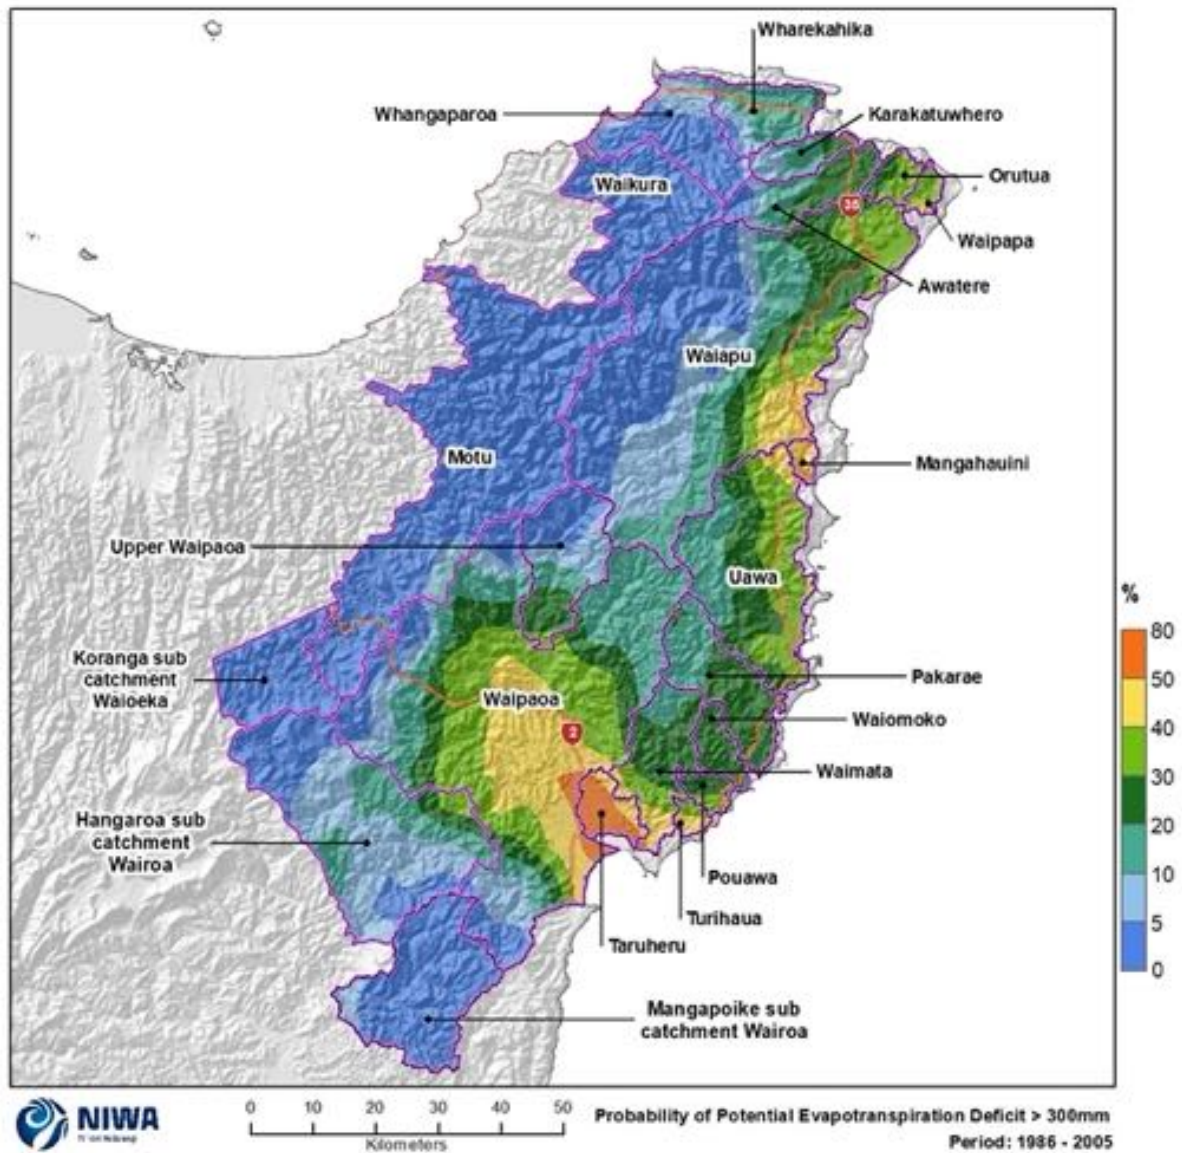 Wharekahika
Whangaparoa
Karakatuwhero
Waikura
Orutua
35
Waipapa
Awatere
Waiapu
Motu
Mangahauini
Upper Waipaoa
Uawa
%
80
50
40
30
20
10
5
0
Koranga sub
catchment
Waioeka
Pakarae
Waipaoa
Waiomoko
2
Waimata
Hangaroa sub
catchment
Wairoa
Pouawa
Turihaua
Taruheru
Mangapoike sub
catchment Wairoa
NIWA
0 10 20 30 40 50
Kilometers
Probability of Potential Evapotranspiration Deficit > 300mm
Period: 1986 - 2005